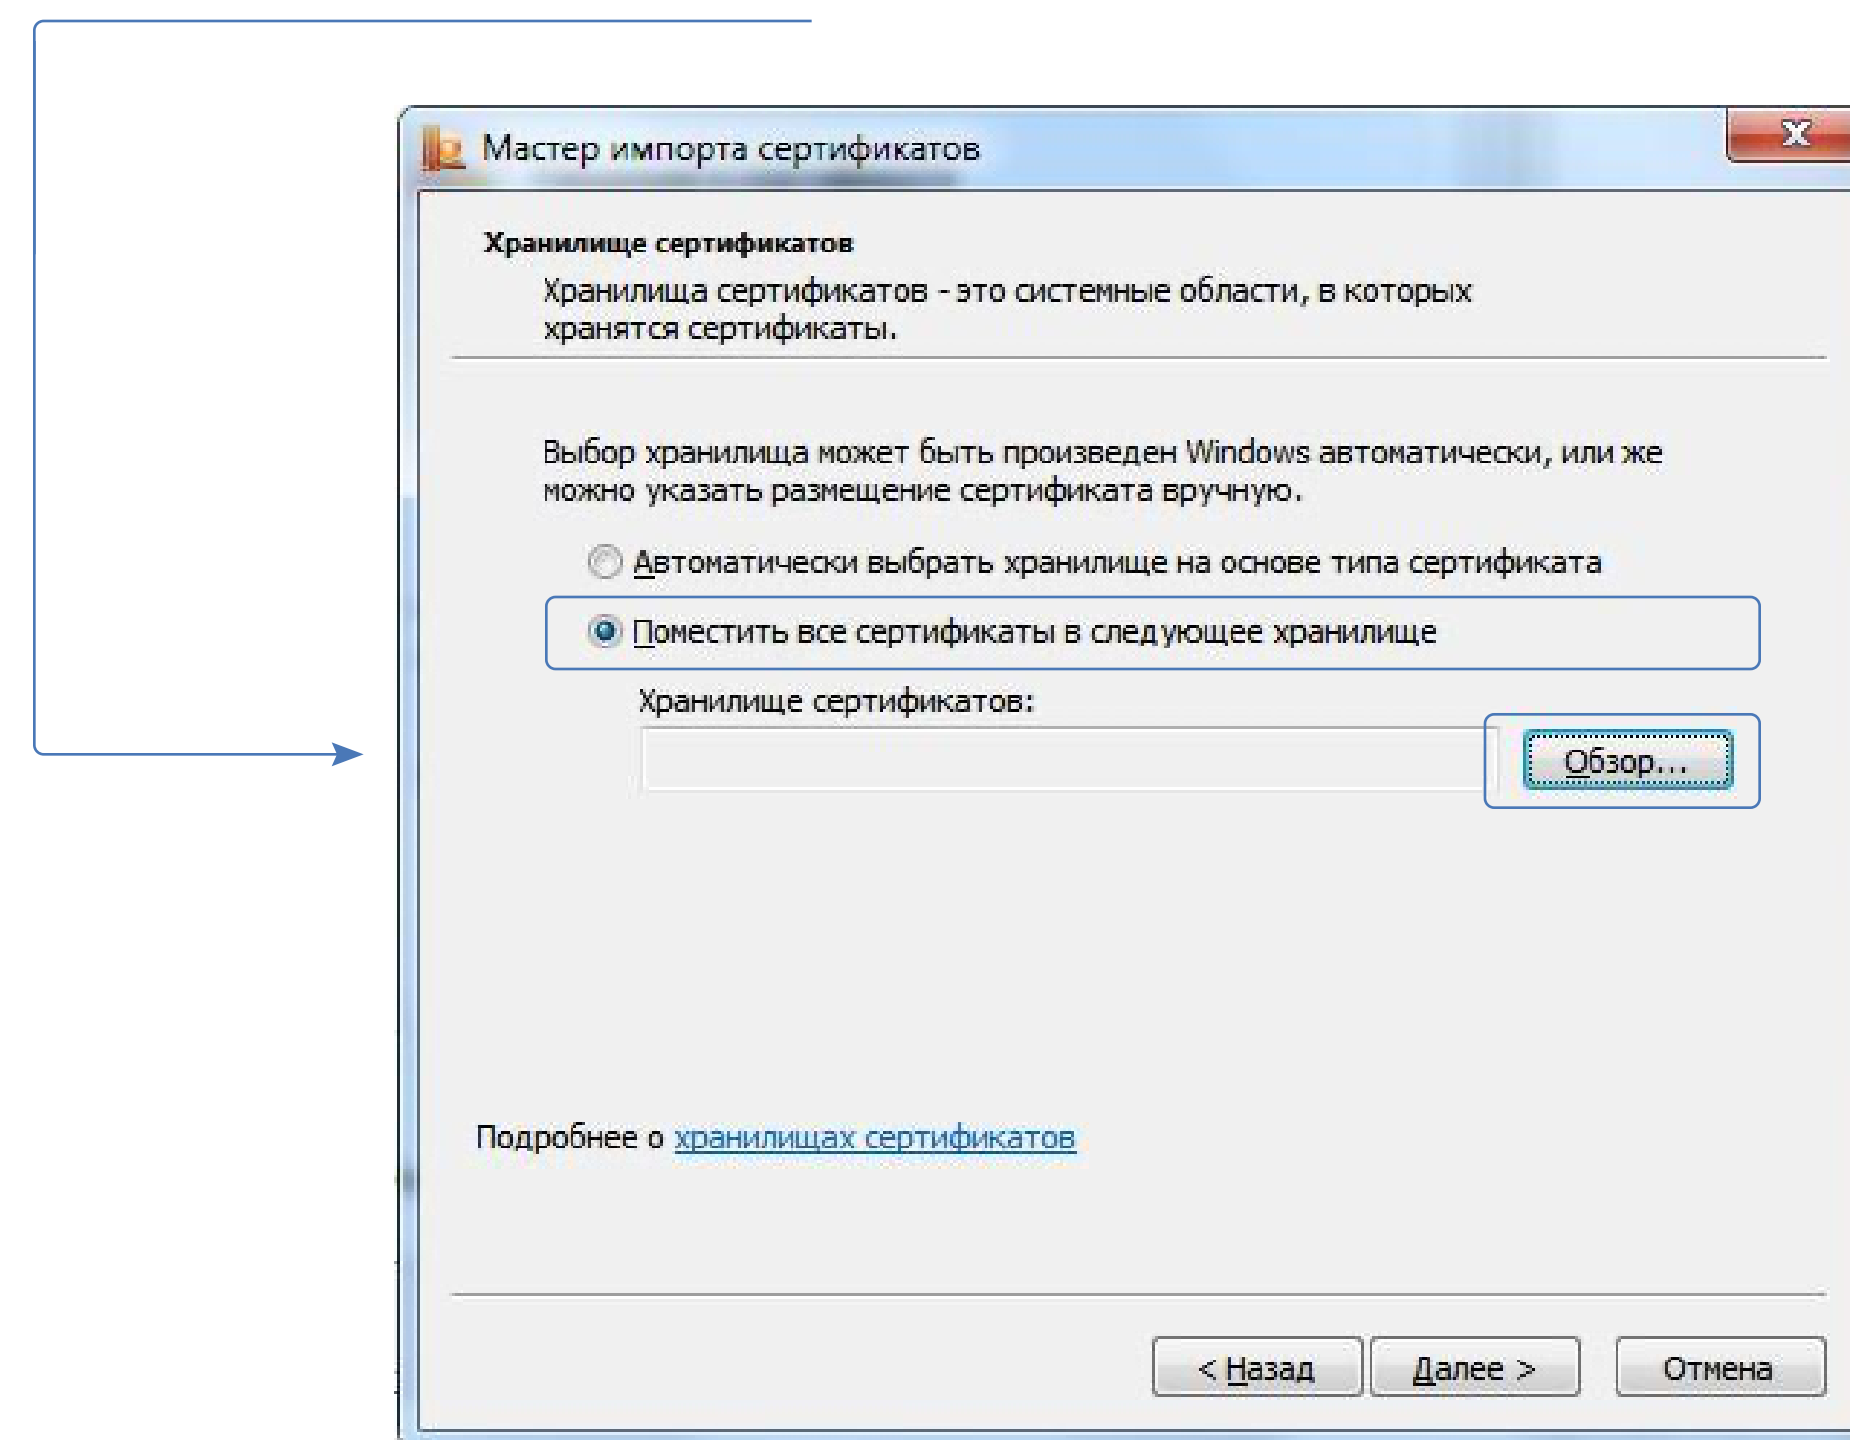 Мастер импорта сертификатов
Хранилище сертификатов
Хранилища сертификатов - это системные области, в которых
хранятся сертификаты.
Выбор хранилища может быть произведен Windows автоматически, или же
можно указать размещение сертификата вручную.
Автоматически выбрать хранилище на основе типа сертификата
Поместить все сертификаты в следующее хранилище
Хранилище сертификатов:
Обзор...
Подробнее о хранилищах сертификатов
< Назад Далее > Отмена